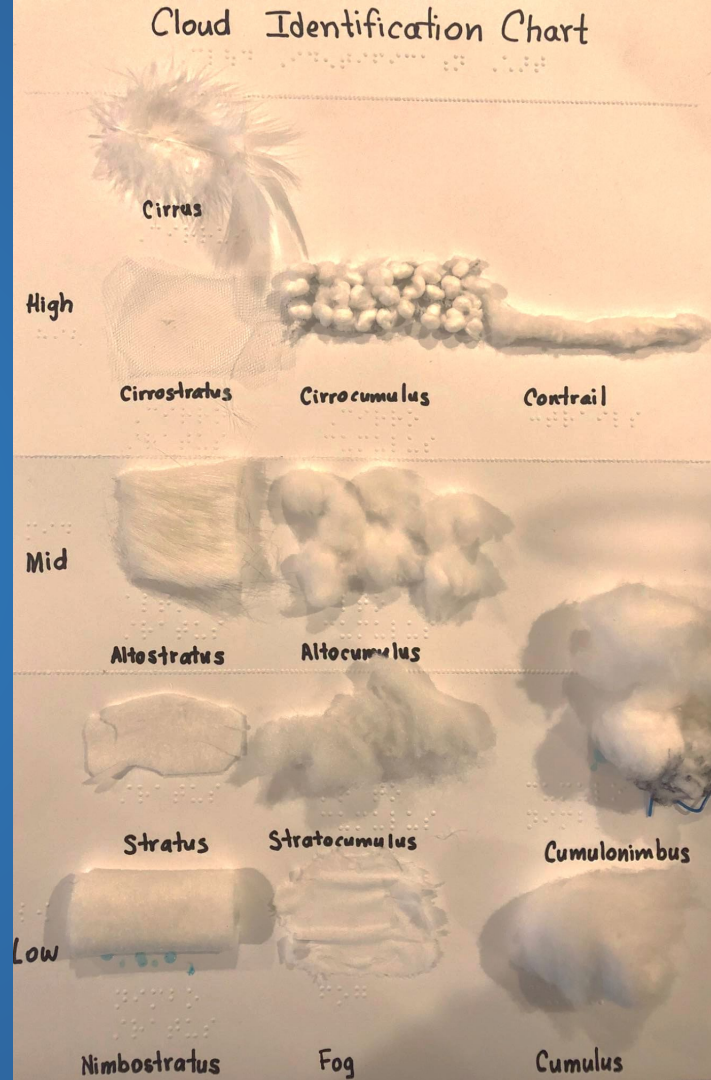 Cloud Identification Chart
Cirrus
High
Cirrostratus Cirrocumulus Contrail
Mid
Altostratus Altocumulus
Stratus Stratocumulus Cumulonimbus
Low
Nimbostratus Fog Cumulus